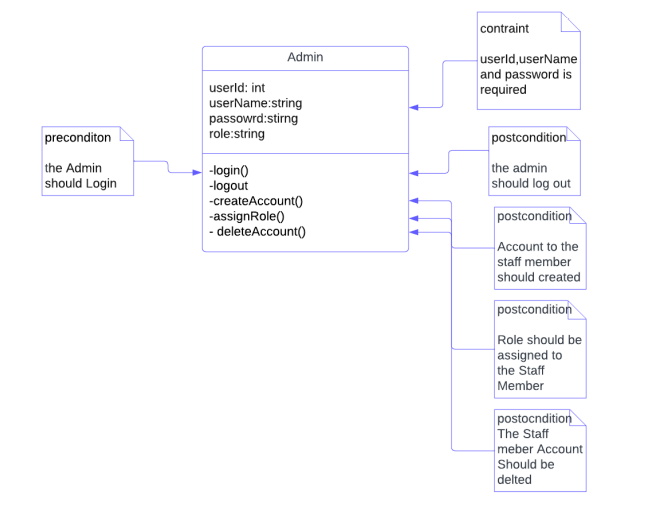 contraint
userId,userName
and password is
required
Admin
userId: int
userName:string
passowrd:stirng
role:string
preconditon
the Admin
should Login
-login()
-logout
-createAccount()
-assignRole()
- deleteAccount()
postcondition
the admin
should log out
postcondition
Account to the
staff member
should created
postcondition
Role should be
assigned to
the Staff
Member
postocndition
The Staff
meber Account
Should be
delted